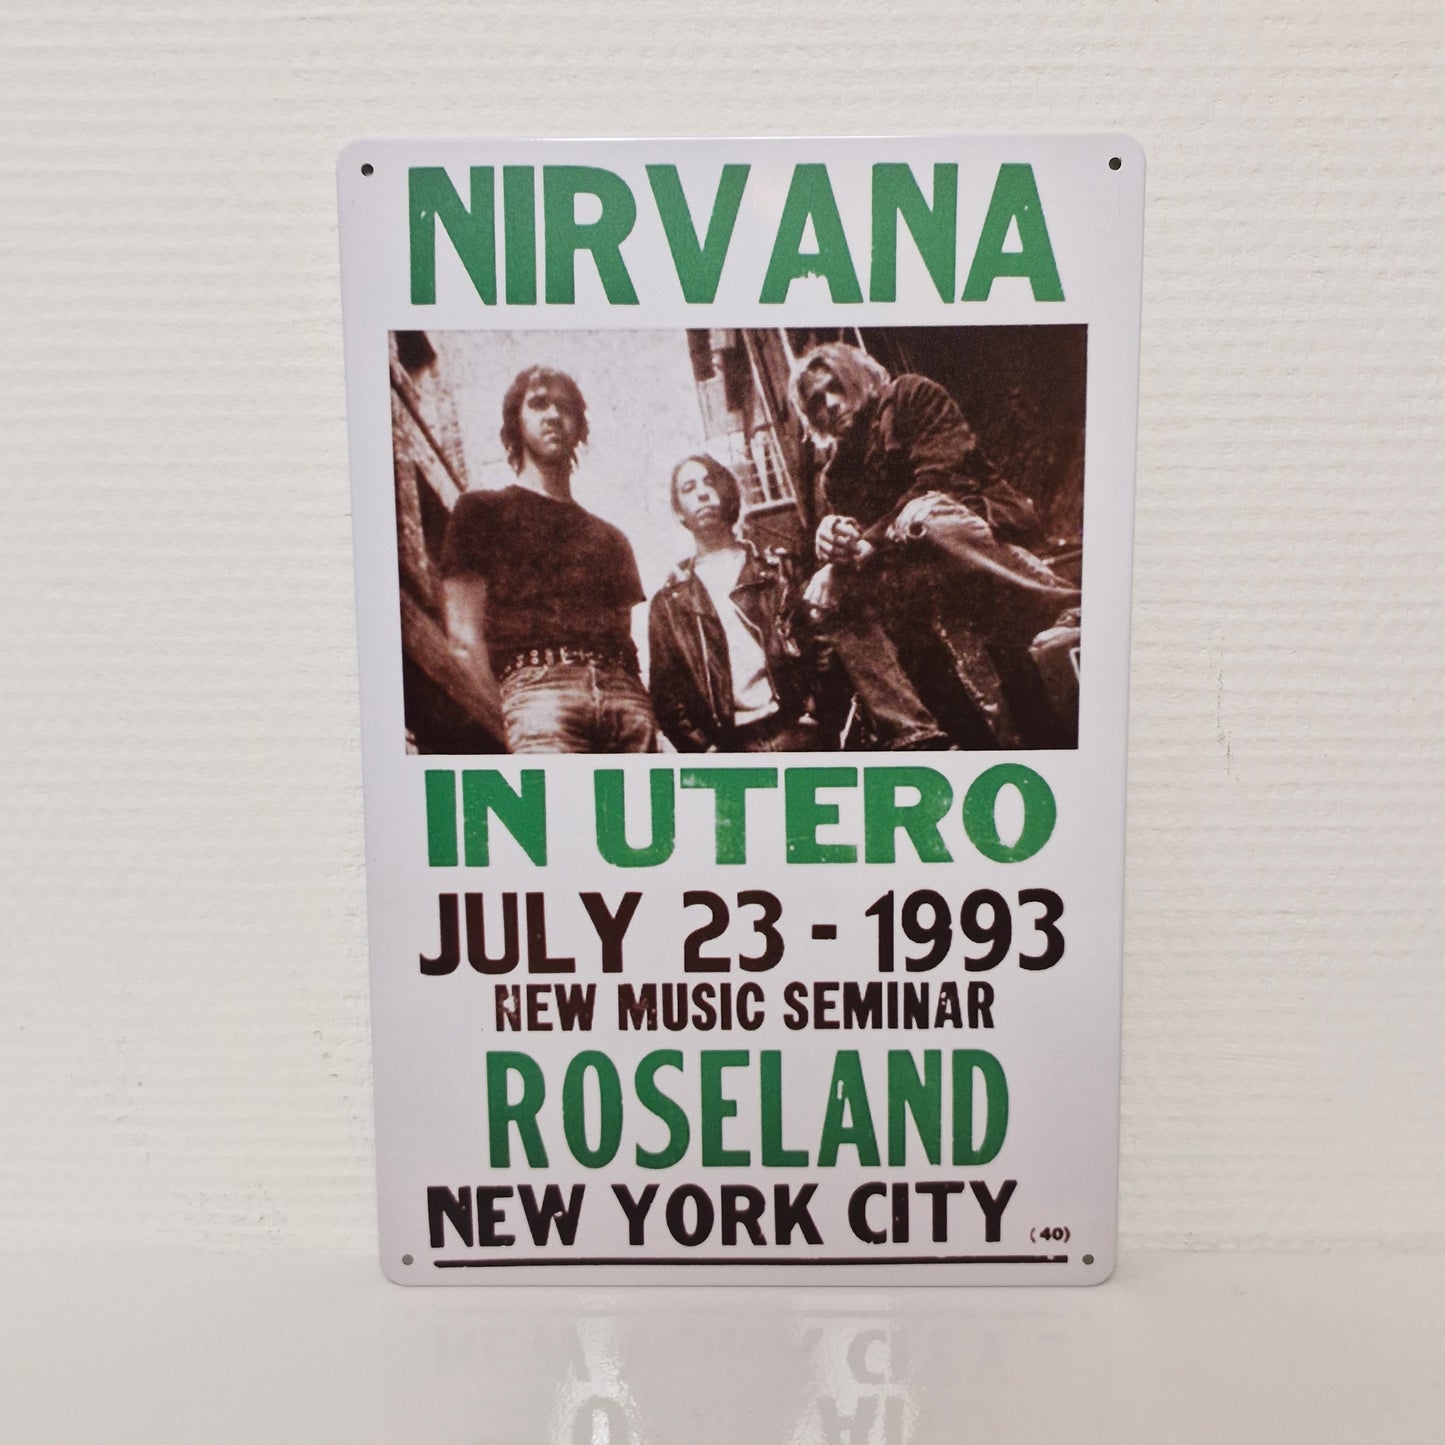 NIRVANA
IN UTERO
JULY 23 - 1993
NEW MUSIC SEMINAR
ROSELAND
NEW YORK CITY (40)